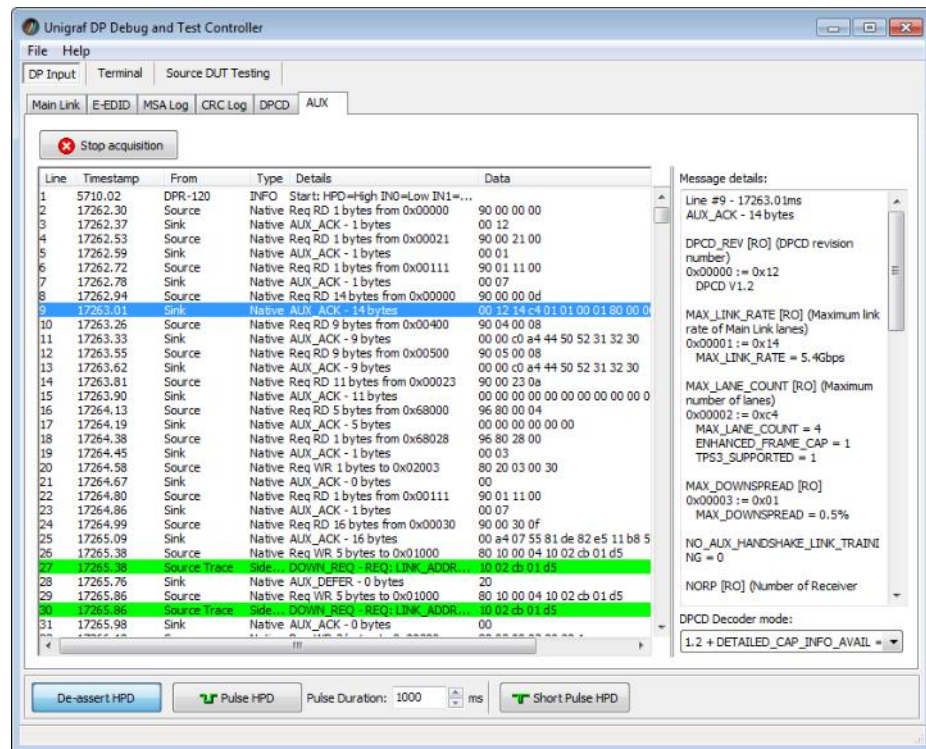 Unigraf DP Debug and Test Controller
File Help
DP Input Terminal Source DUT Testing
Main Link E-EDID MSA Log CRC Log DPCD AUX
Stop acquisition
Line Timestamp From Type Details Data
1 5710.02 DPR-120 INFO Start: HPD=High IN0=Low IN1=...
2 17262.30 Source Native Req RD 1 bytes from 0x00000 90 00 00 00
3 17262.37 Sink Native AUX_ACK - 1 bytes 00 12
4 17262.53 Source Native Req RD 1 bytes from 0x00021 90 00 21 00
5 17262.59 Sink Native AUX_ACK - 1 bytes 00 01
6 17262.72 Source Native Req RD 1 bytes from 0x00111 90 01 11 00
7 17262.78 Sink Native AUX_ACK - 1 bytes 00 07
8 17262.94 Source Native Req RD 14 bytes from 0x00000 90 00 00 0d
9 17263.01 Sink Native AUX_ACK - 14 bytes 00 12 14 c4 01 01 00 01 80 00 0
10 17263.26 Source Native Req RD 9 bytes from 0x00400 90 04 00 08
11 17263.33 Sink Native AUX_ACK - 9 bytes 00 00 c0 a4 44 50 52 31 32 30
12 17263.55 Source Native Req RD 9 bytes from 0x00500 90 05 00 08
13 17263.62 Sink Native AUX_ACK - 9 bytes 00 00 c0 a4 44 50 52 31 32 30
14 17263.81 Source Native Req RD 11 bytes from 0x00023 90 00 23 0a
15 17263.90 Sink Native AUX_ACK - 11 bytes 00 00 00 00 00 00 00 00 00 00 0
16 17264.13 Source Native Req RD 5 bytes from 0x68000 96 80 00 04
17 17264.19 Sink Native AUX_ACK - 5 bytes 00 00 00 00 00 00
18 17264.38 Source Native Req RD 1 bytes from 0x68028 96 80 28 00
19 17264.45 Sink Native AUX_ACK - 1 bytes 00 03
20 17264.58 Source Native Req WR 1 bytes to 0x02003 80 20 03 00 30
21 17264.67 Sink Native AUX_ACK - 0 bytes 00
22 17264.80 Source Native Req RD 1 bytes from 0x00111 90 01 11 00
23 17264.86 Sink Native AUX_ACK - 1 bytes 00 07
24 17264.99 Source Native Req RD 16 bytes from 0x00030 90 00 30 0f
25 17265.09 Sink Native AUX_ACK - 16 bytes 00 a4 07 55 81 de 82 e5 11 b8 5
26 17265.38 Source Native Req WR 5 bytes to 0x01000 80 10 00 04 10 02 cb 01 d5
27 17265.38 Source Trace Side... DOWN_REQ - REQ: LINK_ADDR... 10 02 cb 01 d5
28 17265.76 Sink Native AUX_DEFER - 0 bytes 20
29 17265.86 Source Native Req WR 5 bytes to 0x01000 80 10 00 04 10 02 cb 01 d5
30 17265.86 Source Trace Side... DOWN_REQ - REQ: LINK_ADDR... 10 02 cb 01 d5
31 17265.98 Sink Native AUX_ACK - 0 bytes 00
Message details:
Line #9 - 17263.01ms
AUX_ACK - 14 bytes
DPCD_REV [RO] (DPCD revision
number)
0x00000 := 0x12
DPCD V1.2
MAX_LINK_RATE [RO] (Maximum link
rate of Main Link lanes)
0x00001 := 0x14
MAX_LINK_RATE = 5.4Gbps
MAX_LANE_COUNT [RO] (Maximum
number of lanes)
0x00002 := 0xc4
MAX_LANE_COUNT = 4
ENHANCED_FRAME_CAP = 1
TPS3_SUPPORTED = 1
MAX_DOWNSPREAD [RO]
0x00003 := 0x01
MAX_DOWNSPREAD = 0.5%
NO_AUX_HANDSHAKE_LINK_TRAINI
NG = 0
NORP [RO] (Number of Receiver
DPCD Decoder mode:
1.2 + DETAILED_CAP_INFO_AVAIL =
De-assert HPD Pulse HPD Pulse Duration: 1000 ms Short Pulse HPD